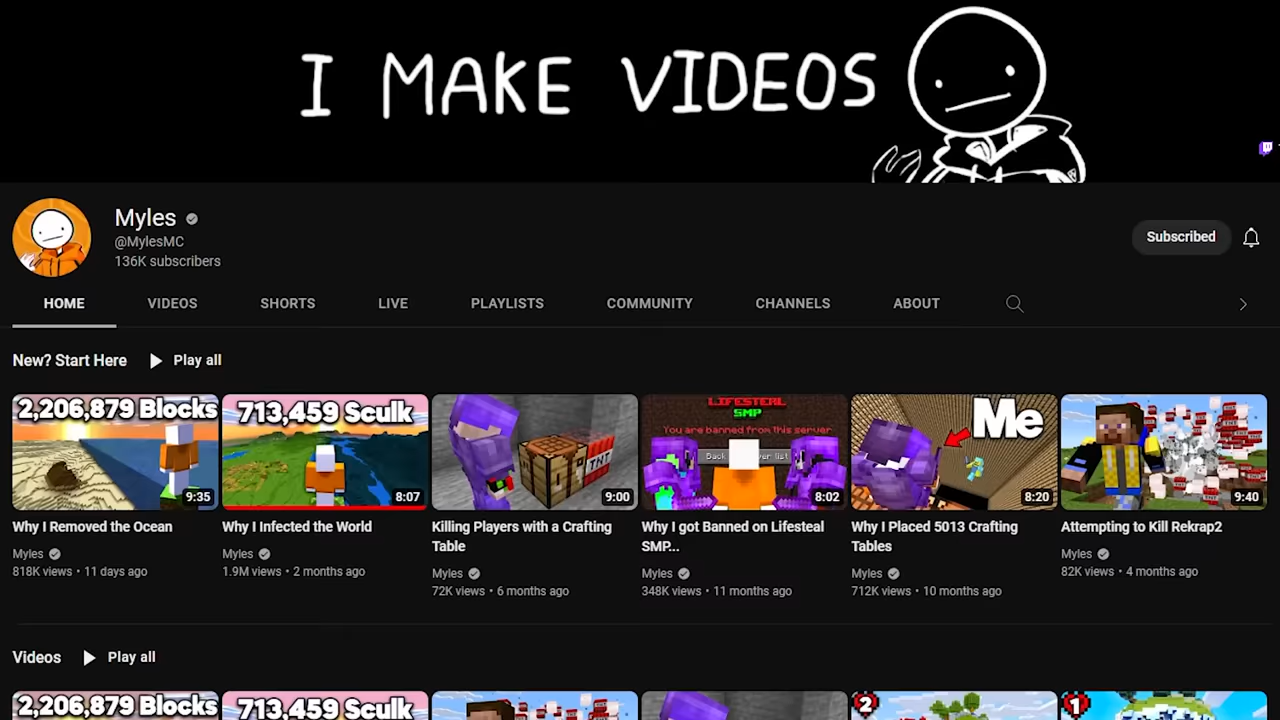 I MAKE VIDEOS
Myles
@MylesMC
136K subscribers
Subscribed
HOME VIDEOS SHORTS LIVE PLAYLISTS COMMUNITY CHANNELS ABOUT
New? Start Here Play all
2,206,879 Blocks
9:35
713,459 Sculk
8:07
TNT
9:00
LIFESTEAL
SMP
You are banned from this server
8:02
Me
8:20
9:40
Why I Removed the Ocean
Myles
818K views • 11 days ago
Why I Infected the World
Myles
1.9M views • 2 months ago
Killing Players with a Crafting
Table
Myles
72K views • 6 months ago
Why I got Banned on Lifesteal
SMP...
Myles
348K views • 11 months ago
Why I Placed 5013 Crafting
Tables
Myles
712K views • 10 months ago
Attempting to Kill Rekrap2
Myles
82K views • 4 months ago
Videos Play all
2,206,879 Blocks
713,459 Sculk
2
1